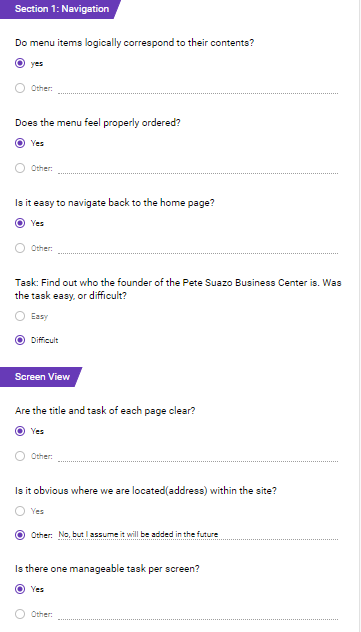 Section 1: Navigation
Do menu items logically correspond to their contents?
yes
Other:
Does the menu feel properly ordered?
Yes
Other:
Is it easy to navigate back to the home page?
Yes
Other:
Task: Find out who the founder of the Pete Suazo Business Center is. Was
the task easy, or difficult?
Easy
Difficult
Screen View
Are the title and task of each page clear?
Yes
Other:
Is it obvious where we are located(address) within the site?
Yes
Other: No, but I assume it will be added in the future
Is there one manageable task per screen?
Yes
Other: